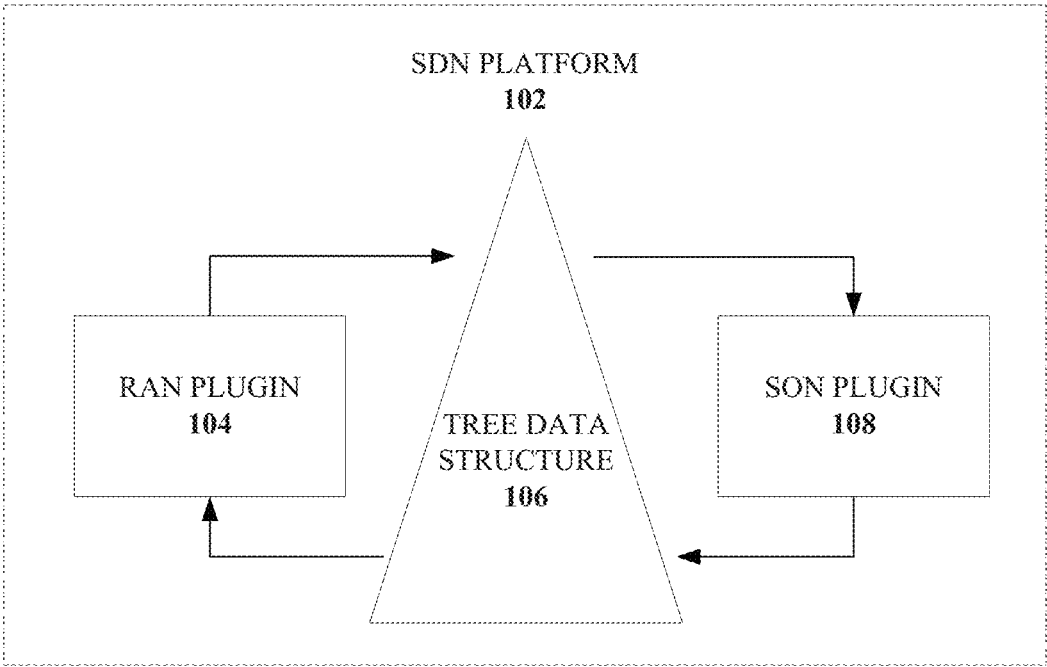 SDN PLATFORM
102
RAN PLUGIN
104
TREE DATA
STRUCTURE
106
SON PLUGIN
108